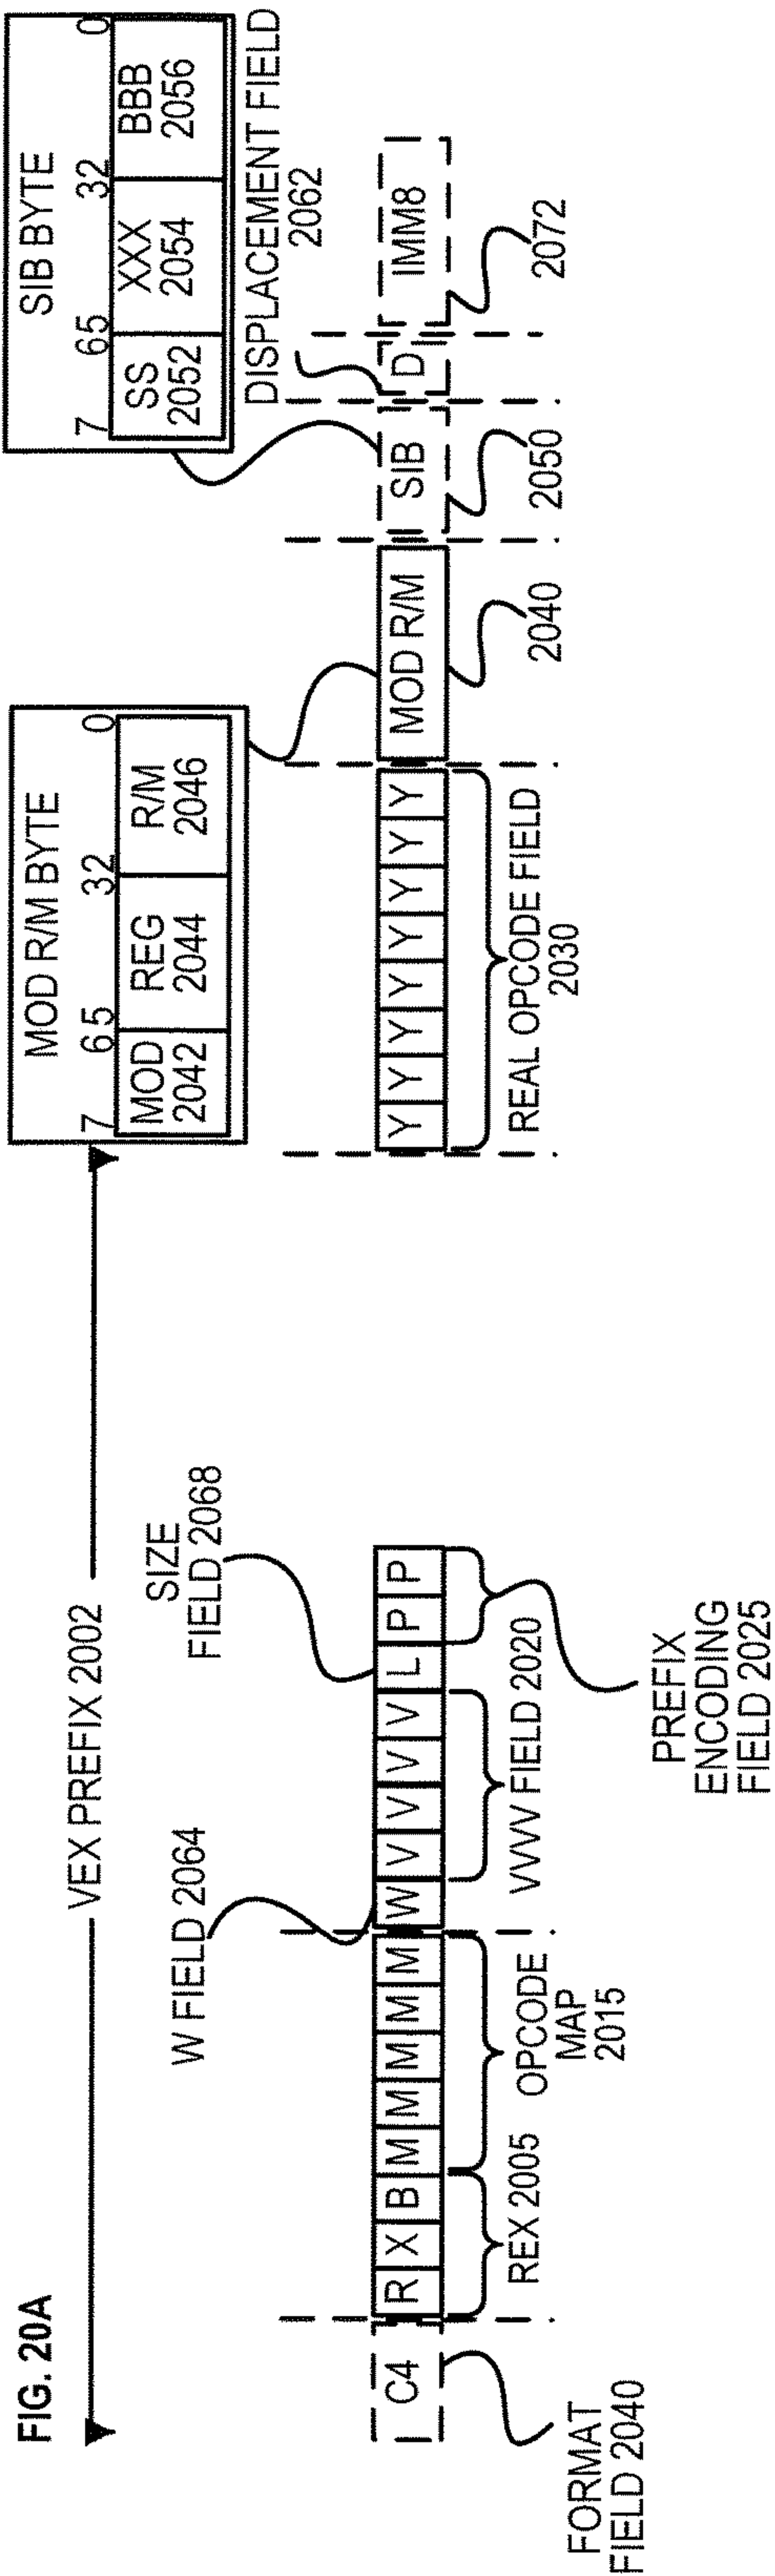 FIG. 20A
VEX PREFIX 2002
MOD R/M BYTE
7 6 5 3 2 0
MOD
2042
REG
2044
R/M
2046
SIB BYTE
7 6 5 3 2 0
SS
2052
XXX
2054
BBB
2056
W FIELD 2064
SIZE
FIELD 2068
DISPLACEMENT FIELD
2062
C4 R X B M M M M M W V V V V L P P Y Y Y Y Y Y Y Y MOD R/M SIB D IMM8
FORMAT
FIELD 2040
REX 2005
OPCODE
MAP
2015
VVVV FIELD 2020
PREFIX
ENCODING
FIELD 2025
REAL OPCODE FIELD
2030
2040
2050
2072